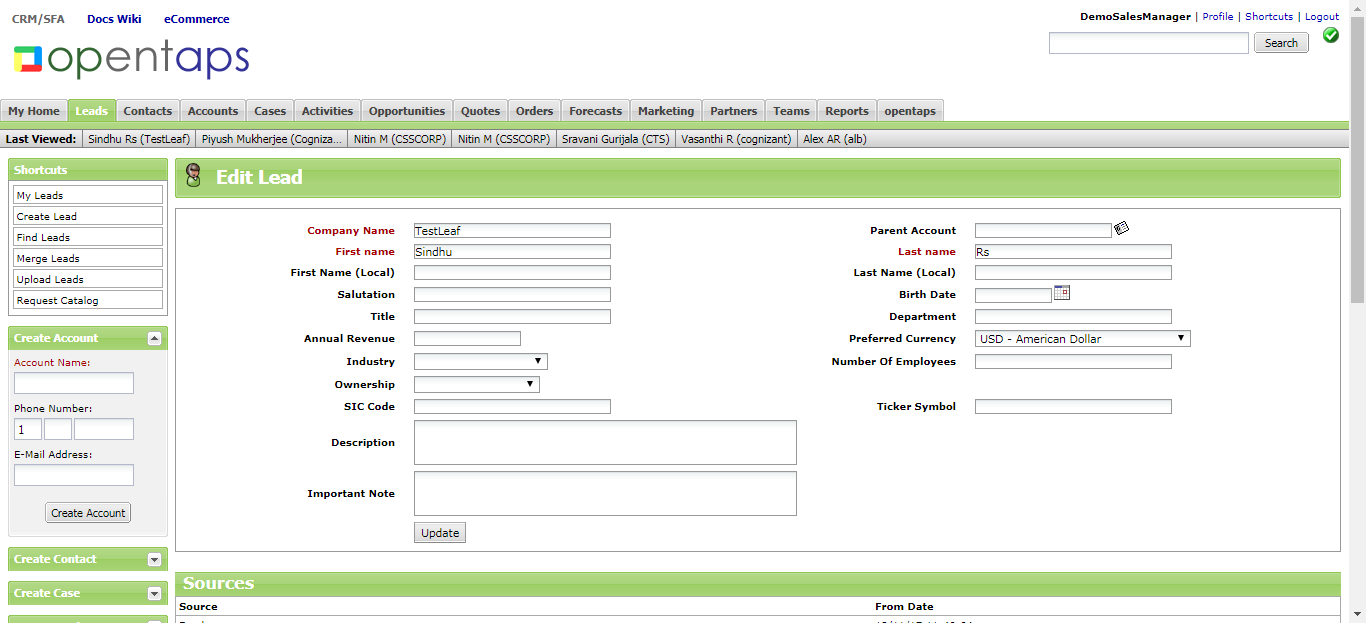 CRM/SFA Docs Wiki eCommerce
DemoSalesManager | Profile | Shortcuts | Logout
opentaps
Search
My Home Leads Contacts Accounts Cases Activities Opportunities Quotes Orders Forecasts Marketing Partners Teams Reports opentaps
Last Viewed: Sindhu Rs (TestLeaf) Piyush Mukherjee (Cogniza... Nitin M (CSSCORP) Nitin M (CSSCORP) Sravani Gurijala (CTS) Vasanthi R (cognizant) Alex AR (alb)
Shortcuts
My Leads
Create Lead
Find Leads
Merge Leads
Upload Leads
Request Catalog
Create Account
Account Name:
Phone Number:
1
E-Mail Address:
Create Account
Create Contact
Create Case
Edit Lead
Company Name TestLeaf Parent Account
First name Sindhu Last name Rs
First Name (Local) Last Name (Local)
Salutation Birth Date
Title Department
Annual Revenue Preferred Currency USD - American Dollar
Industry Number Of Employees
Ownership
SIC Code Ticker Symbol
Description
Important Note
Update
Sources
Source From Date